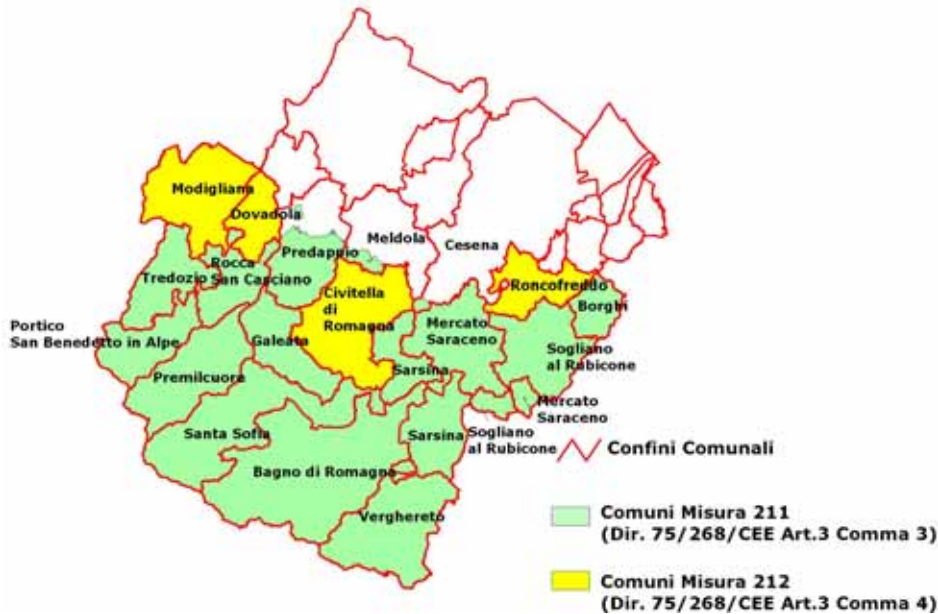 Modigliana
Dovadola
Meldola
Cesena
Predappio
Rocca
San Casciano
Tredozio
Roncofreddo
Borghi
Civitella
di
Romagna
Mercato
Saraceno
Portico
San Benedetto in Alpe
Galeata
Sogliano
al Rubicone
Premilcuore
Sarsina
Mercato
Saraceno
Santa Sofia
Sarsina
Sogliano
al Rubicone
Confini Comunali
Bagno di Romagna
Verghereto
Comuni Misura 211
(Dir. 75/268/CEE Art.3 Comma 3)
Comuni Misura 212
(Dir. 75/268/CEE Art.3 Comma 4)